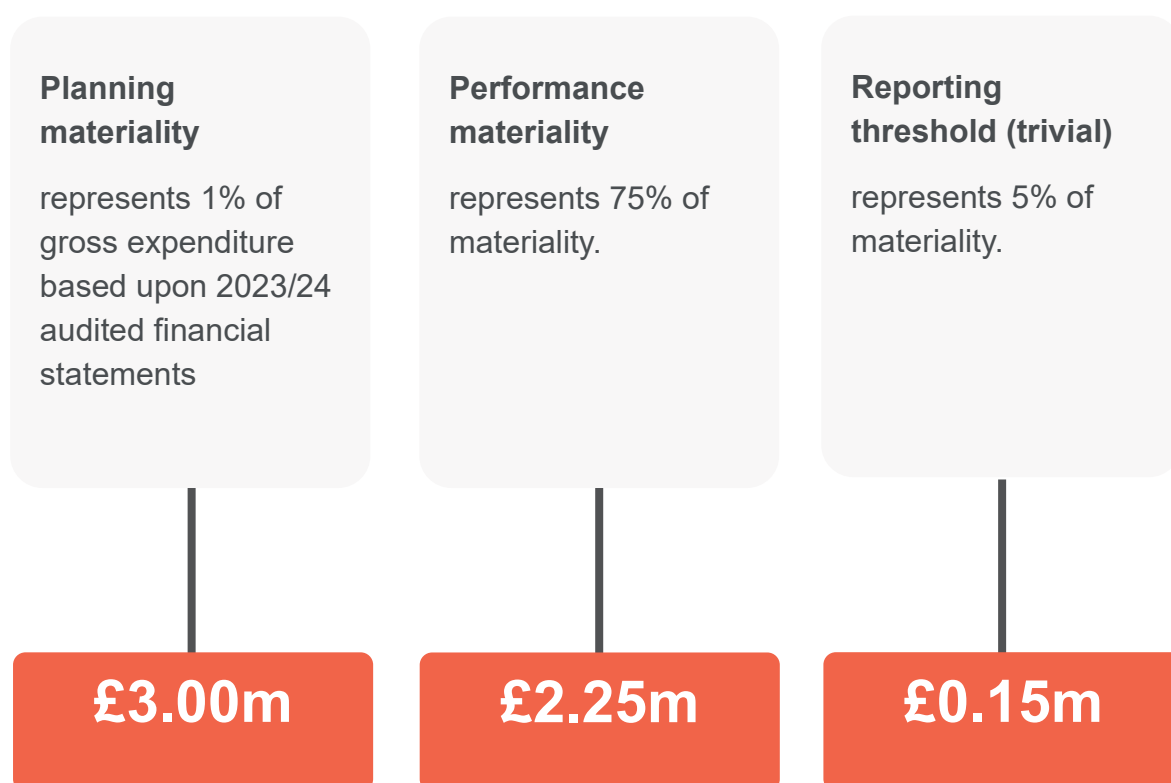 Planning
materiality
represents 1% of
gross expenditure
based upon 2023/24
audited financial
statements
£3.00m
Performance
materiality
represents 75% of
materiality.
£2.25m
Reporting
threshold (trivial)
represents 5% of
materiality.
£0.15m